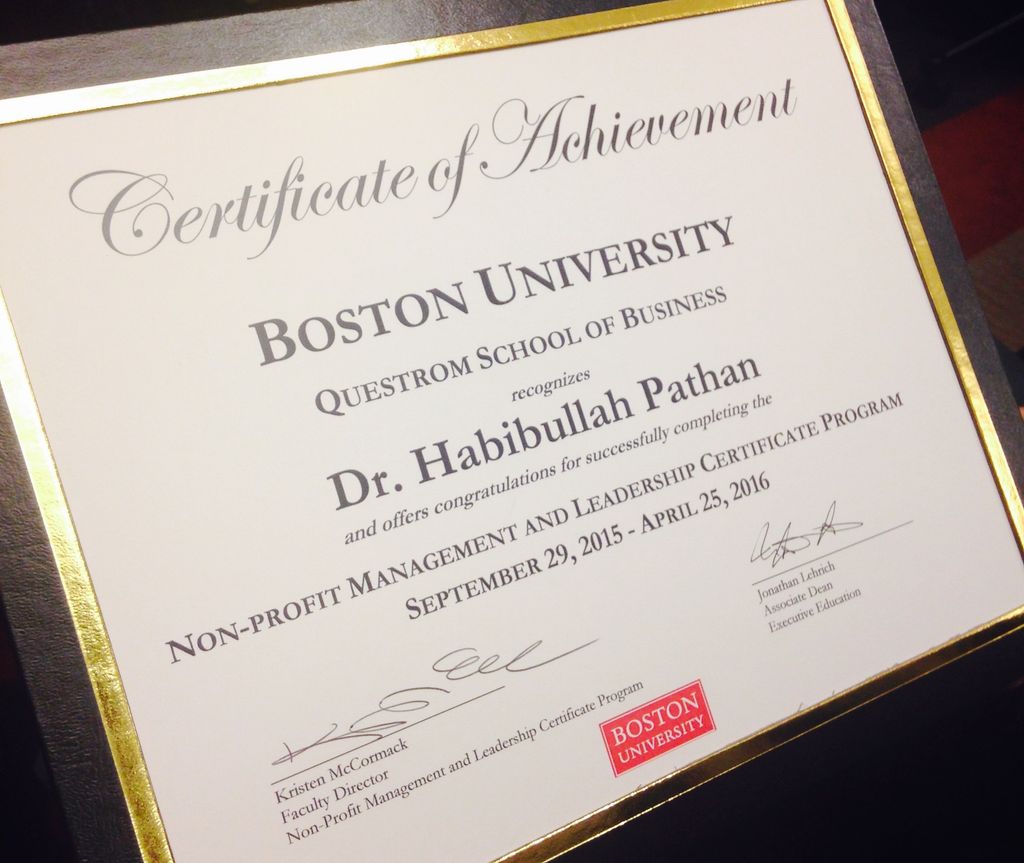 Certificate of Achievement
BOSTON UNIVERSITY
QUESTROM SCHOOL OF BUSINESS
recognizes
Dr. Habibullah Pathan
and offers congratulations for successfully completing the
NON-PROFIT MANAGEMENT AND LEADERSHIP CERTIFICATE PROGRAM
SEPTEMBER 29, 2015 - APRIL 25, 2016
Jonathan Lehrich
Associate Dean
Executive Education
Kristen McCormack
Faculty Director
Non-Profit Management and Leadership Certificate Program
BOSTON
UNIVERSITY